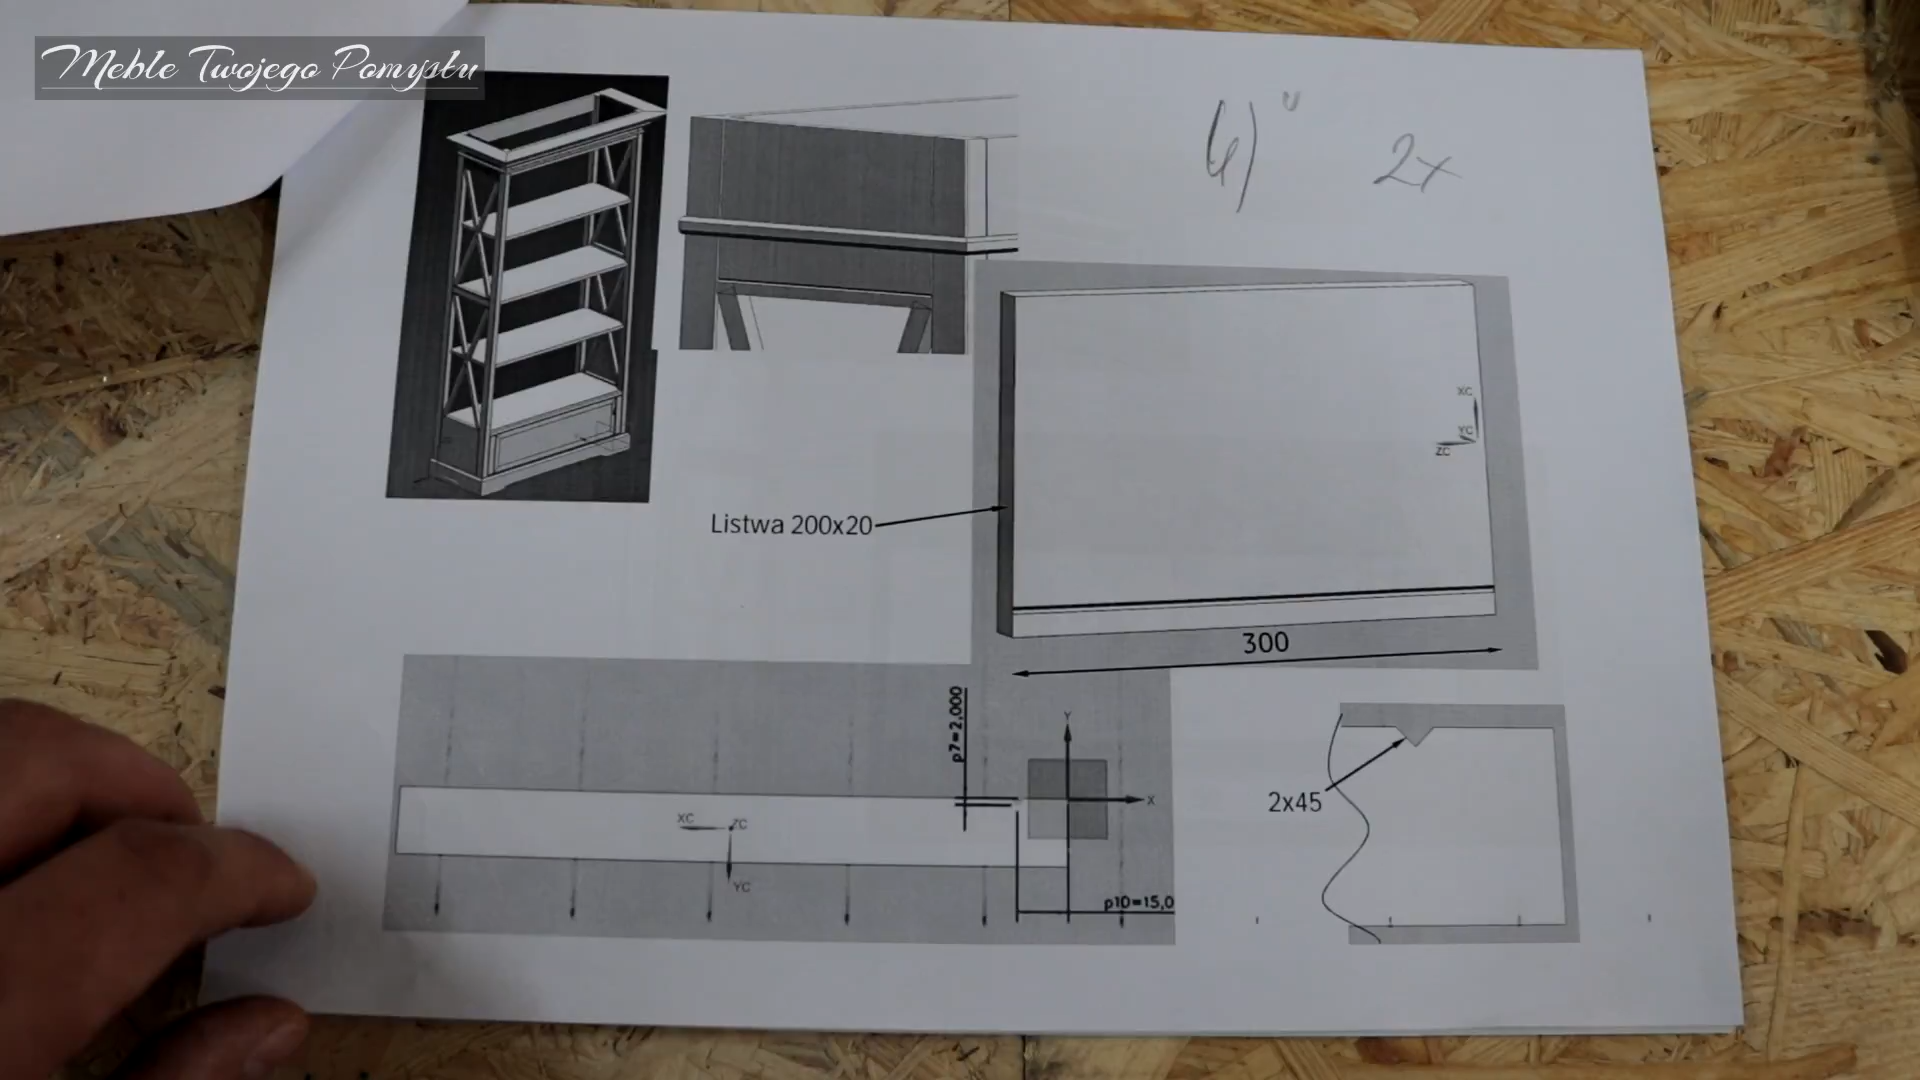 Meble Twojego Pomysłu
2x
XC
YC
ZC
Listwa 200x20
300
p7=2,000
Y
X
XC
ZC
YC
p10=15,0
2x45